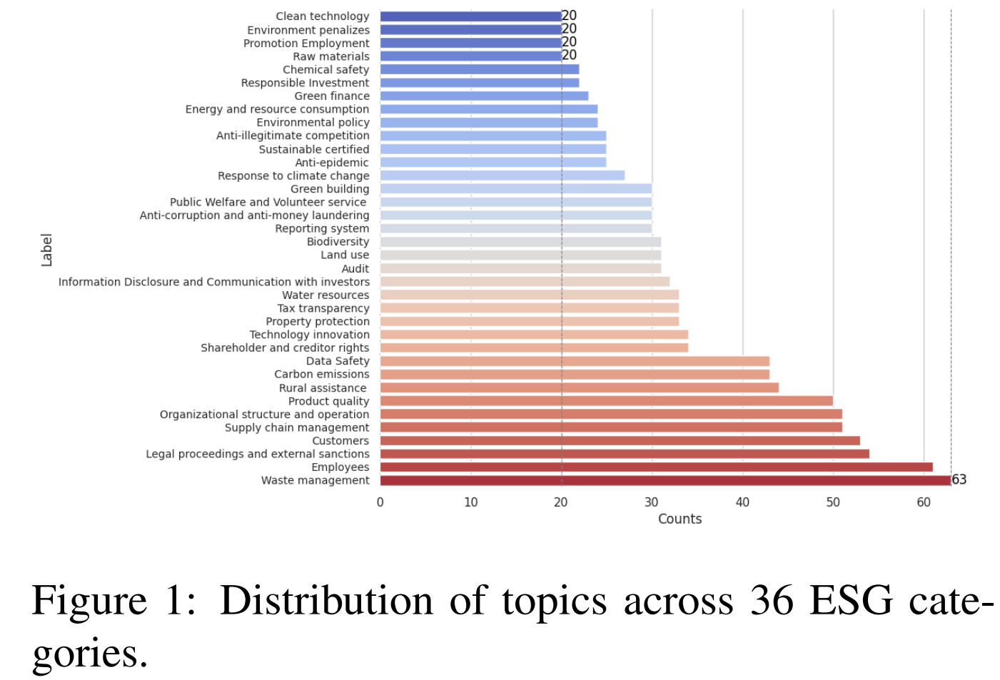 Clean technology 20
Environment penalizes 20
Promotion Employment 20
Raw materials 20
Chemical safety
Responsible Investment
Green finance
Energy and resource consumption
Environmental policy
Anti-illegitimate competition
Sustainable certified
Anti-epidemic
Response to climate change
Green building
Public Welfare and Volunteer service
Anti-corruption and anti-money laundering
Reporting system
Biodiversity
Label
Land use
Audit
Information Disclosure and Communication with investors
Water resources
Tax transparency
Property protection
Technology innovation
Shareholder and creditor rights
Data Safety
Carbon emissions
Rural assistance
Product quality
Organizational structure and operation
Supply chain management
Customers
Legal proceedings and external sanctions
Employees
Waste management 63
0 10 20 30 40 50 60
Counts
Figure 1: Distribution of topics across 36 ESG cate-
gories.